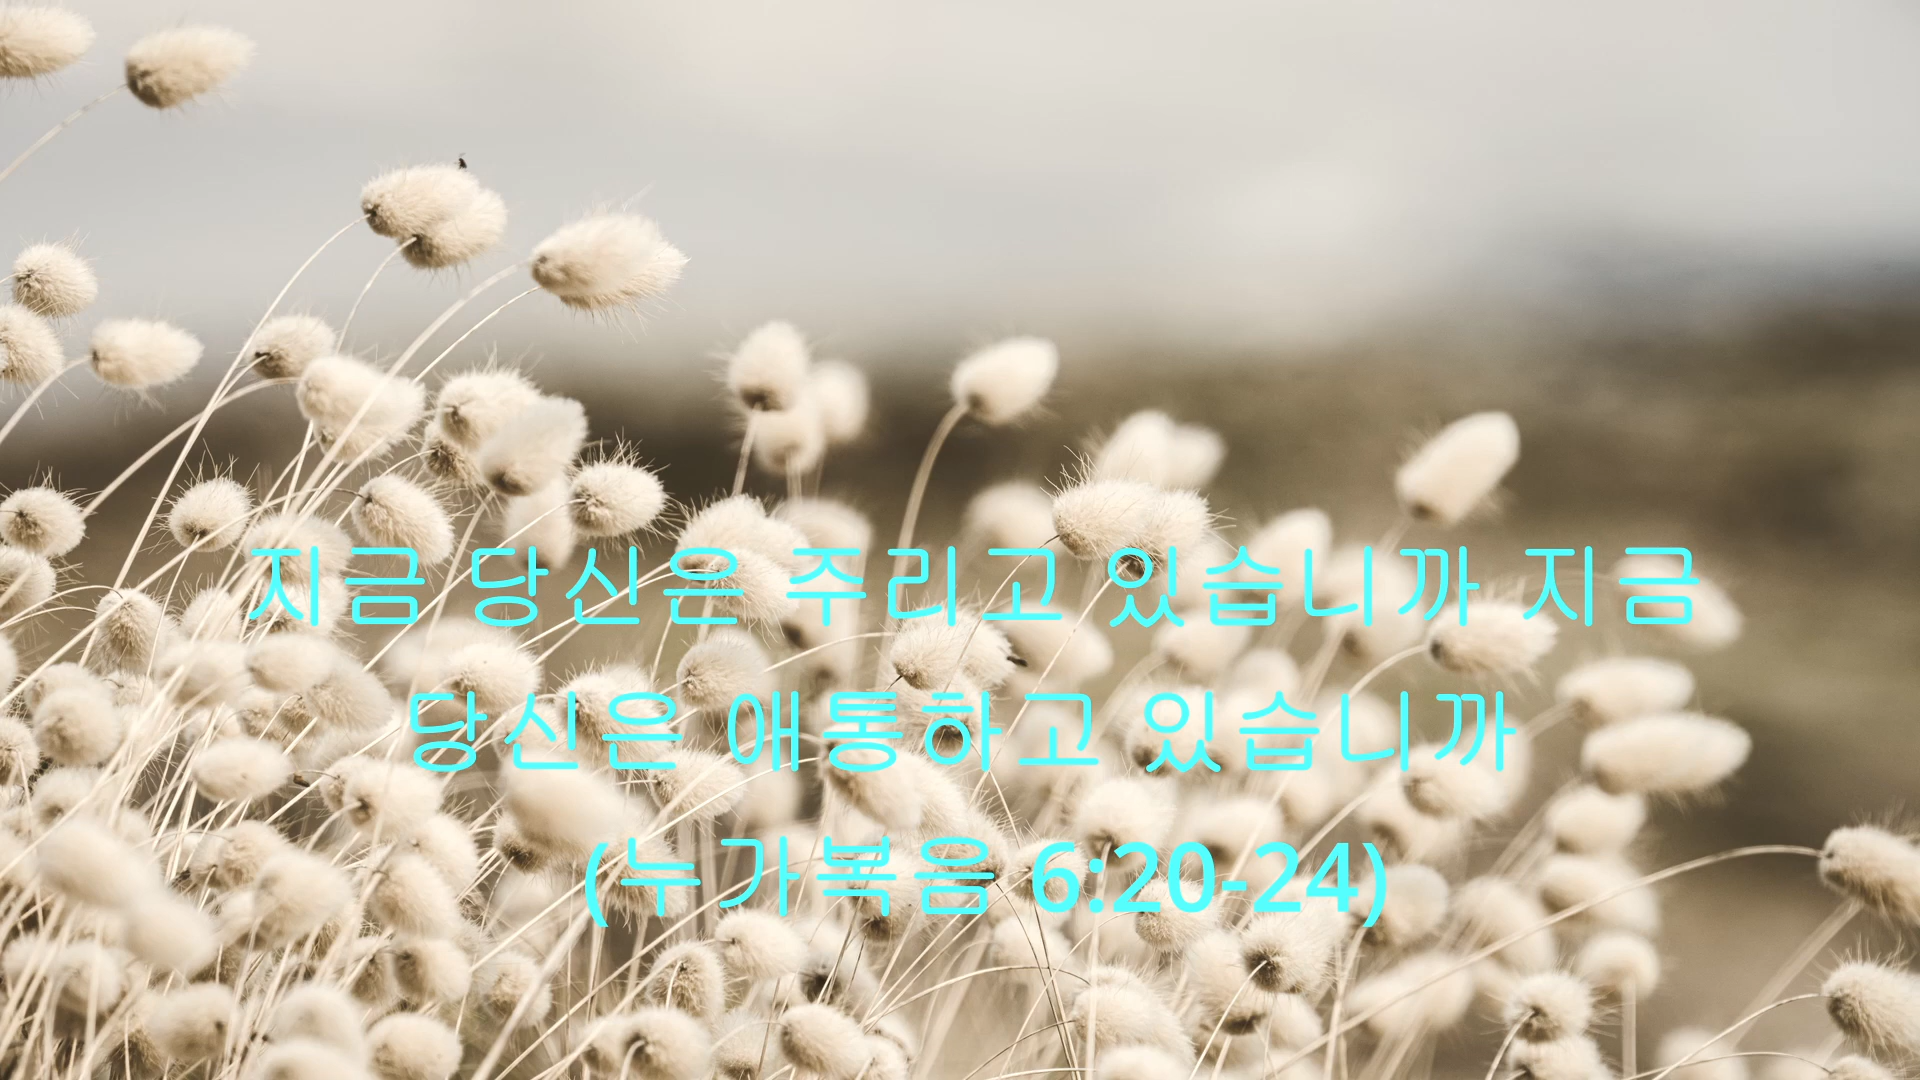 지금 당신은 주리고 있습니까 지금
당신은 애통하고 있습니까
(누가복음 6:20-24)